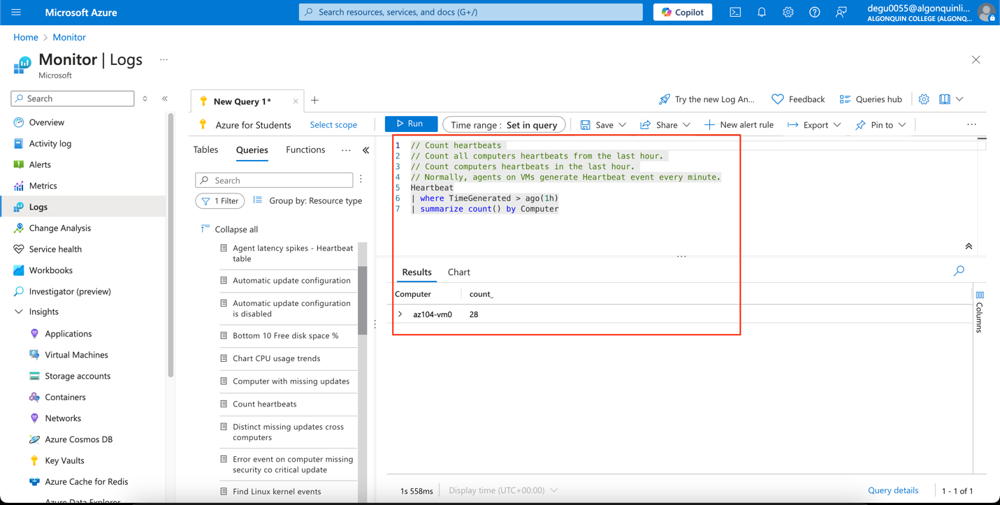 Microsoft Azure
Search resources, services, and docs (G+/)
Copilot
degu0055@algonquinli...
ALGONQUIN COLLEGE (ALGONQ...
Home > Monitor
Monitor | Logs
...
Microsoft
Search
Overview
Activity log
Alerts
Metrics
Logs
Change Analysis
Service health
Workbooks
Investigator (preview)
Insights
Applications
Virtual Machines
Storage accounts
Containers
Networks
Azure Cosmos DB
Key Vaults
Azure Cache for Redis
Azure Data Explorer
New Query 1*
Try the new Log An...
Feedback
Queries hub
Azure for Students
Select scope
Run
Time range : Set in query
Save
Share
New alert rule
Export
Pin to
...
Tables
Queries
Functions
...
Search
1 Filter
Group by: Resource type
Collapse all
Agent latency spikes - Heartbeat
table
Automatic update configuration
Automatic update configuration
is disabled
Bottom 10 Free disk space %
Chart CPU usage trends
Computer with missing updates
Count heartbeats
Distinct missing updates cross
computers
Error event on computer missing
security co critical update
Find Linux kernel events
1 // Count heartbeats
2 // Count all computers heartbeats from the last hour.
3 // Count computers heartbeats in the last hour.
4 // Normally, agents on VMs generate Heartbeat event every minute.
5 Heartbeat
6 | where TimeGenerated > ago(1h)
7 | summarize count() by Computer
...
Results
Chart
Computer
count_
az104-vm0
28
Columns
1s 558ms
Display time (UTC+00:00)
Query details
1 - 1 of 1